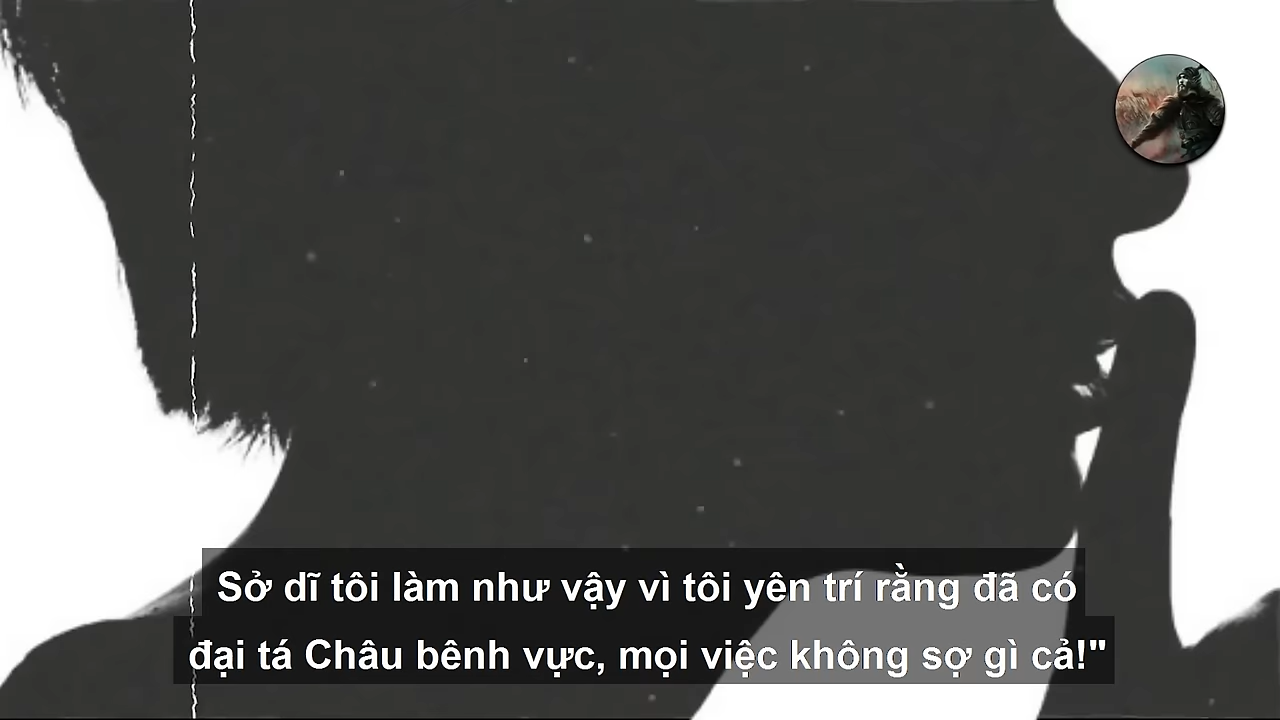 Sở dĩ tôi làm như vậy vì tôi yên trí rằng đã có
đại tá Châu bênh vực, mọi việc không sợ gì cả!"